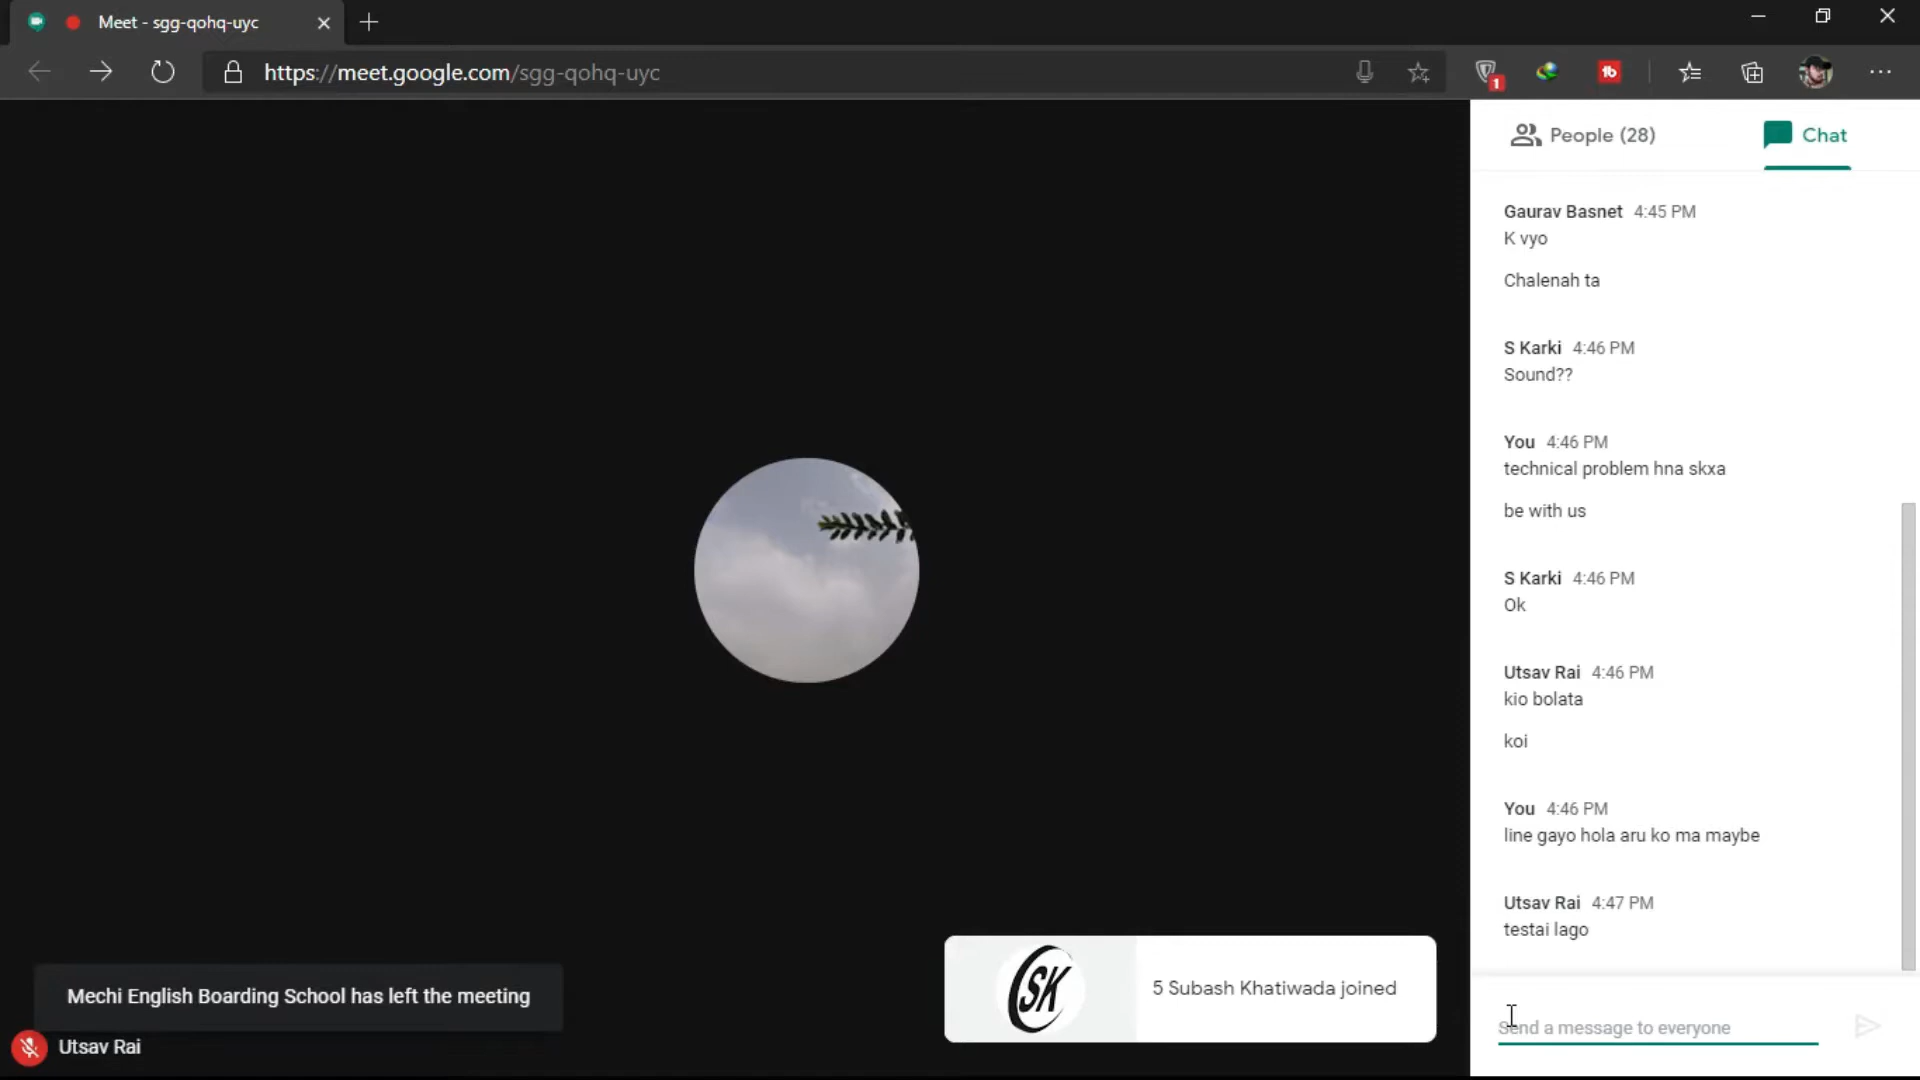 Meet - sgg-qohq-uyc
https://meet.google.com/sgg-qohq-uyc
1
1b
People (28)
Chat
Gaurav Basnet 4:45 PM
K vyo
Chalenah ta
S Karki 4:46 PM
Sound??
You 4:46 PM
technical problem hna skxa
be with us
S Karki 4:46 PM
Ok
Utsav Rai 4:46 PM
kio bolata
koi
You 4:46 PM
line gayo hola aru ko ma maybe
Utsav Rai 4:47 PM
testai lago
SK
5 Subash Khatiwada joined
Mechi English Boarding School has left the meeting
Send a message to everyone
Utsav Rai